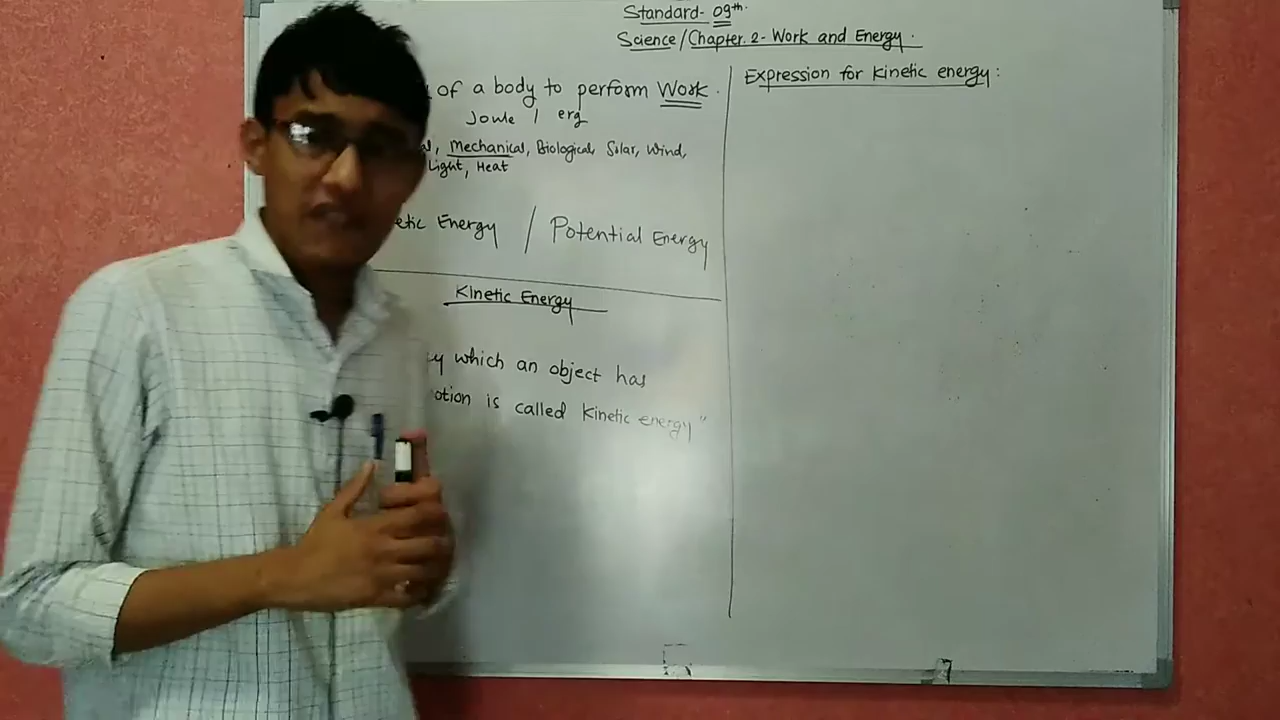 Standard- 09th.
Science/Chapter.2- Work and Energy.
of a body to perform Work.
Joule / erg
Mechanical, Biological, Solar, Wind,
Light, Heat
Energy / Potential Energy
Kinetic Energy
which an object has
is called Kinetic energy"
Expression for kinetic energy: